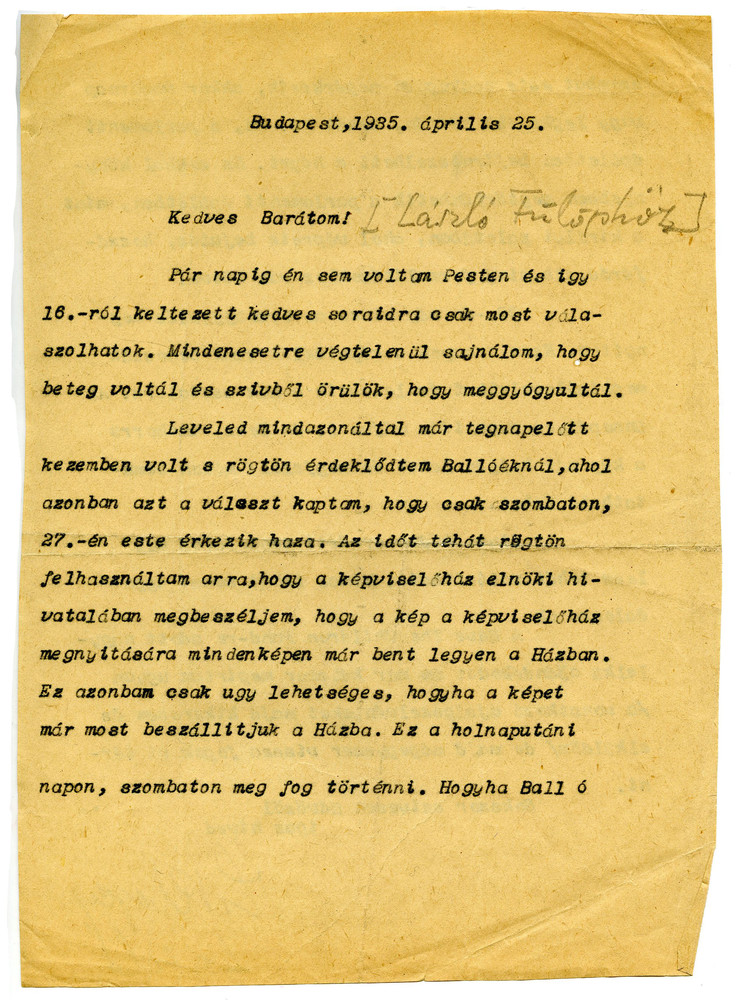 Budapest,1935. április 25.
Kedves Barátom! [László Fülöphöz]
Pár napig én sem voltam Pesten és igy
16.-ról keltezett kedves soraidra csak most vála-
szolhatok. Mindenesetre végtelenül sajnálom, hogy
beteg voltál és szivből örülök, hogy meggyógyultál.
Leveled mindazonáltal már tegnapelőtt
kezemben volt s rögtön érdeklődtem Ballóéknál,ahol
azonban azt a választ kaptam, hogy csak szombaton,
27.-én este érkezik haza. Az időt tehát rögtön
felhasználtam arra,hogy a képviselőház elnöki hi-
vatalában megbeszéljem, hogy a kép a képviselőház
megnyitására mindenképen már bent legyen a Házban.
Ez azonbam csak ugy lehetséges, hogyha a képet
már most beszállitjuk a Házba. Ez a holnaputáni
napon, szombaton meg fog történni. Hogyha Ball ó